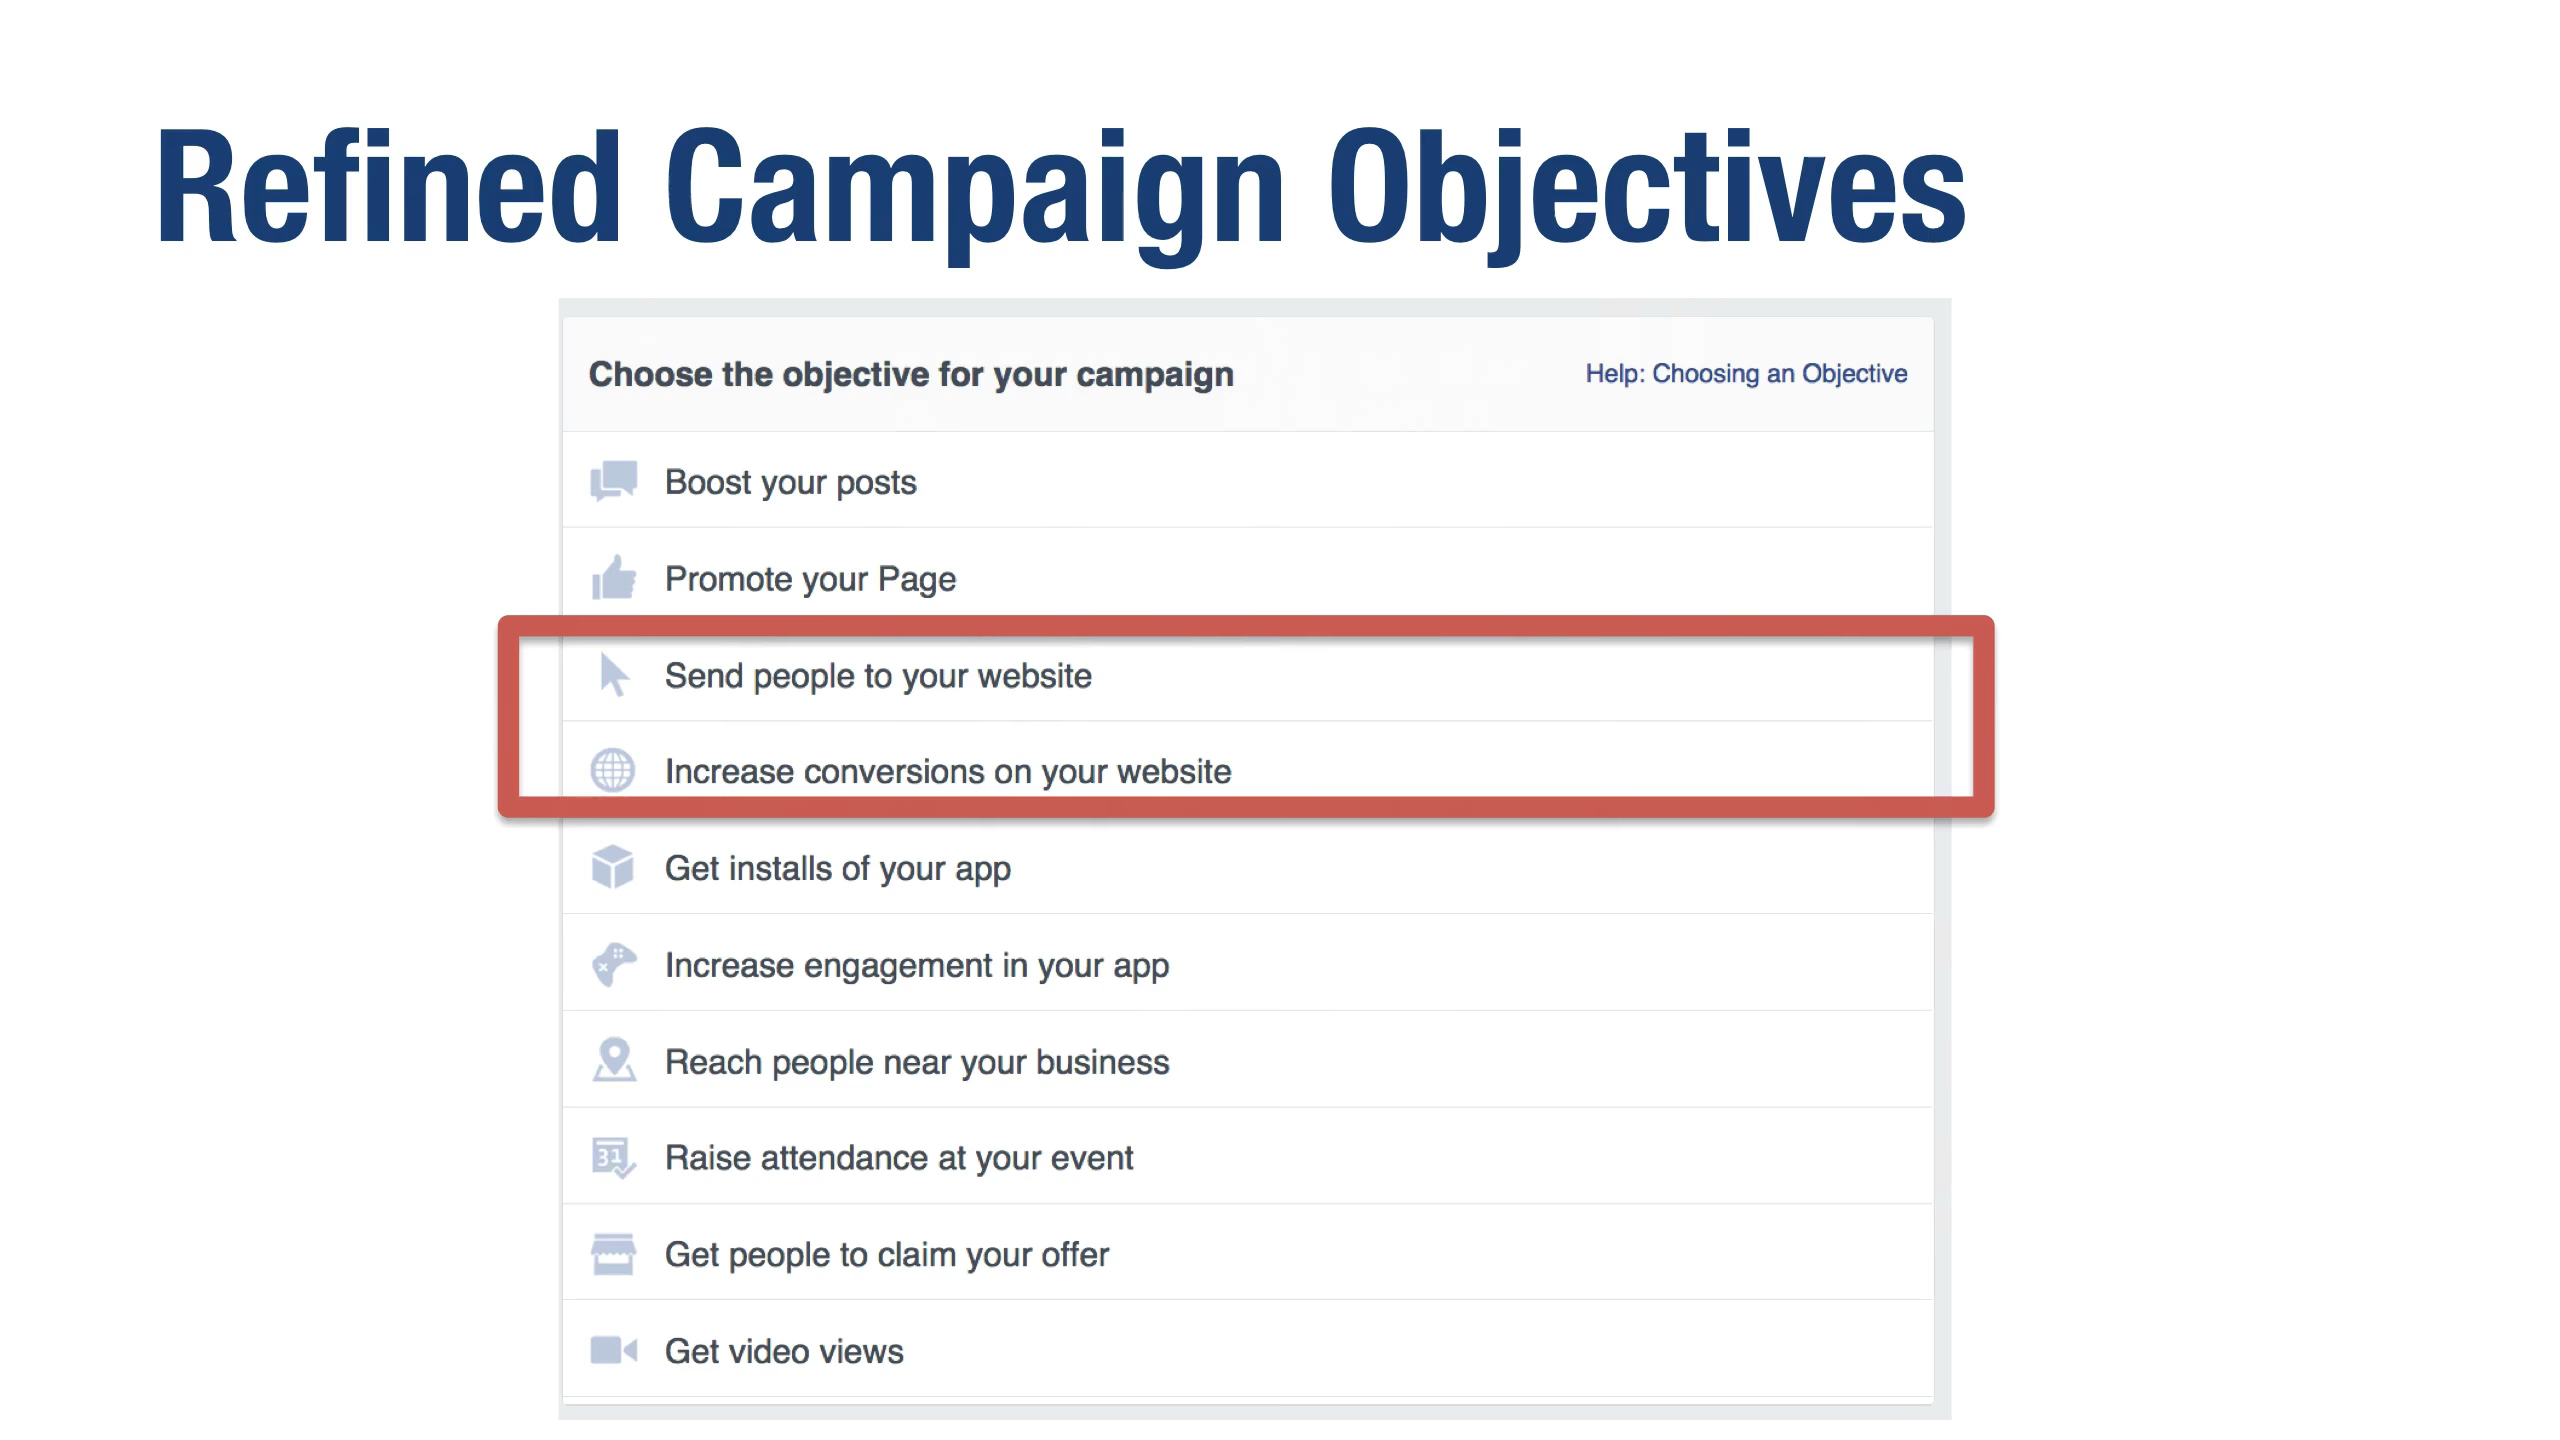 Refined Campaign Objectives
Choose the objective for your campaign
Help: Choosing an Objective
Boost your posts
Promote your Page
Send people to your website
Increase conversions on your website
Get installs of your app
Increase engagement in your app
Reach people near your business
31
Raise attendance at your event
Get people to claim your offer
Get video views